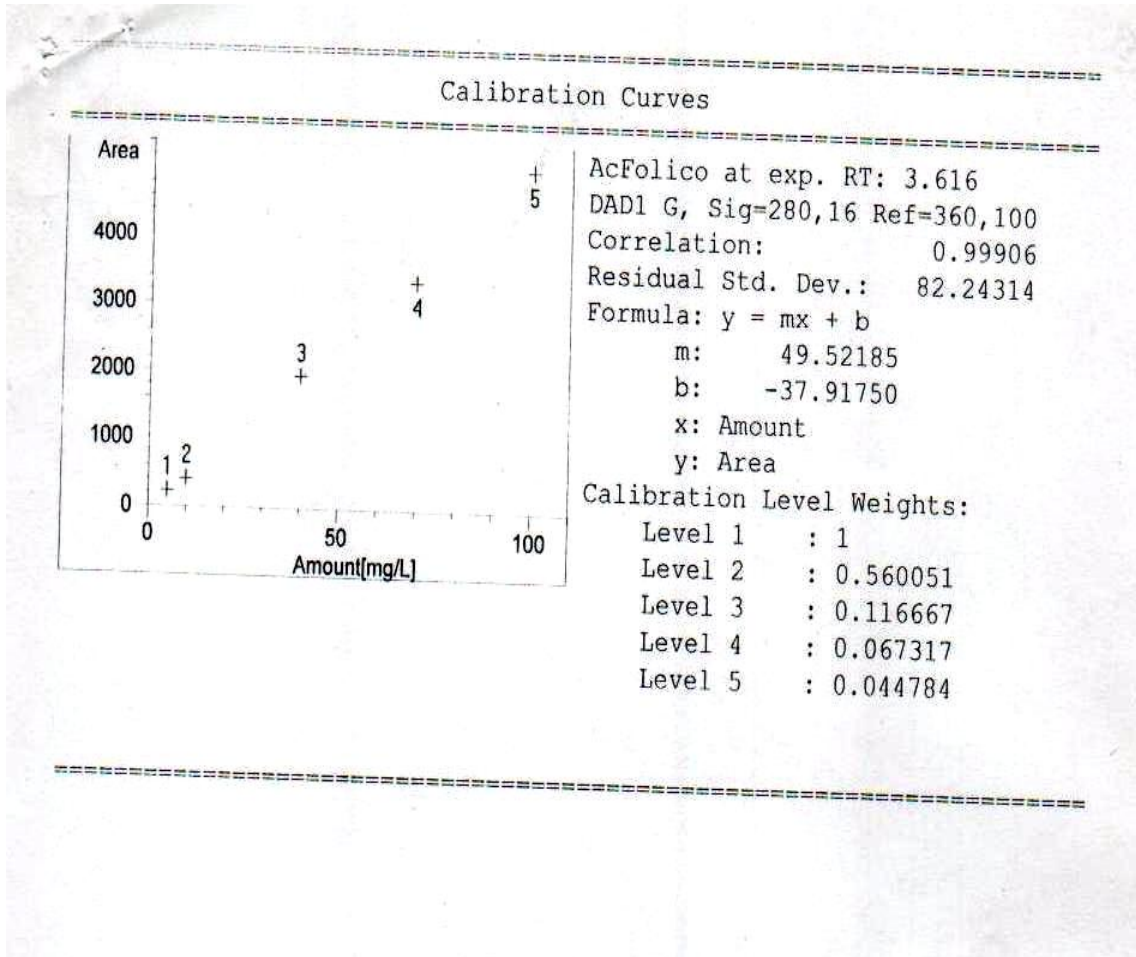 ================================================================
Calibration Curves
================================================================
Area
4000
3000
2000
1000
0
0
50
100
1
2
3
4
5
Amount[mg/L]
AcFolico at exp. RT: 3.616
DAD1 G, Sig=280,16 Ref=360,100
Correlation: 0.99906
Residual Std. Dev.: 82.24314
Formula: y = mx + b
m: 49.52185
b: -37.91750
x: Amount
y: Area
Calibration Level Weights:
Level 1 : 1
Level 2 : 0.560051
Level 3 : 0.116667
Level 4 : 0.067317
Level 5 : 0.044784
================================================================